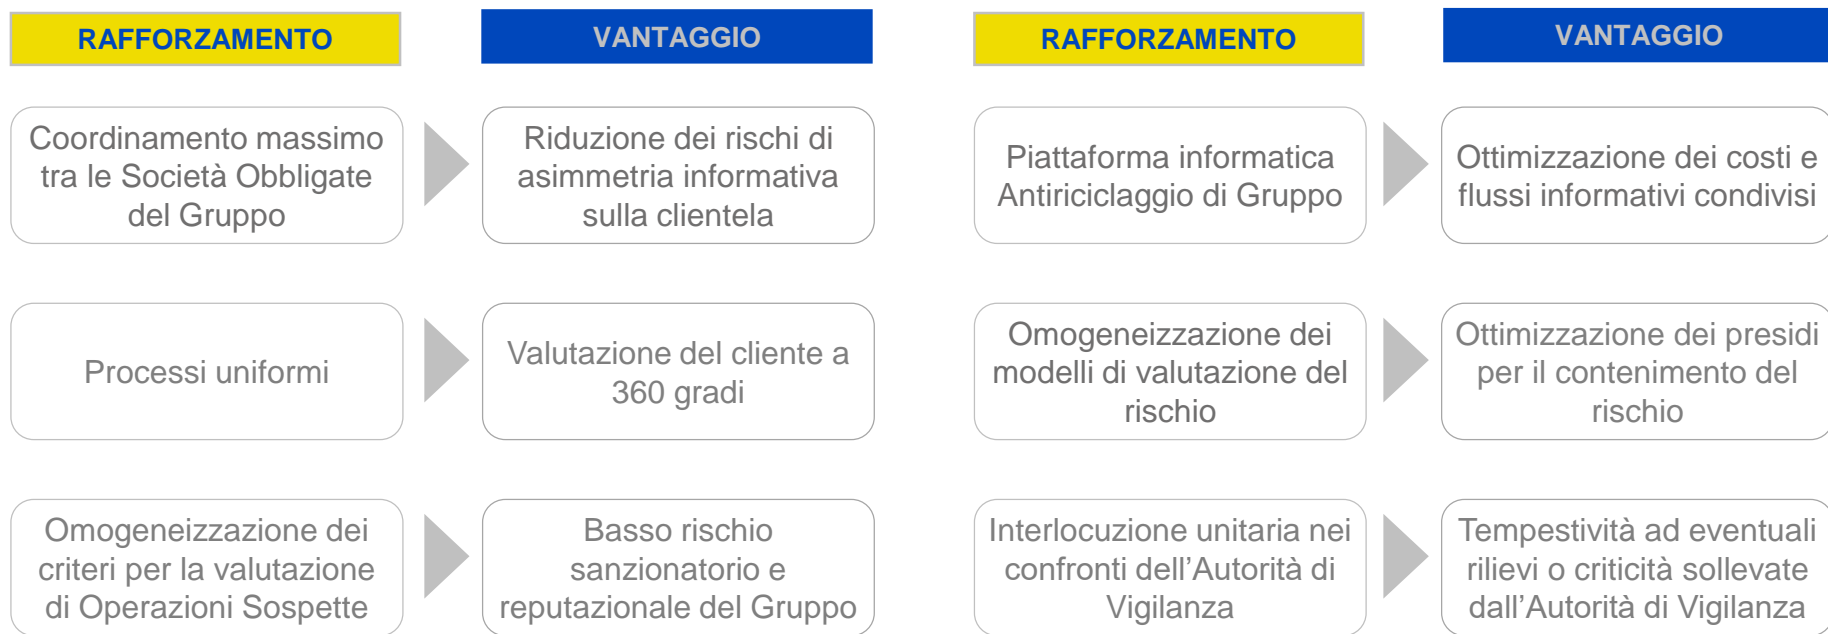 RAFFORZAMENTO
VANTAGGIO
Coordinamento massimo
tra le Società Obbligate
del Gruppo
Riduzione dei rischi di
asimmetria informativa
sulla clientela
Processi uniformi
Valutazione del cliente a
360 gradi
Omogeneizzazione dei
criteri per la valutazione
di Operazioni Sospette
Basso rischio
sanzionatorio e
reputazionale del Gruppo
RAFFORZAMENTO
VANTAGGIO
Piattaforma informatica
Antiriciclaggio di Gruppo
Ottimizzazione dei costi e
flussi informativi condivisi
Omogeneizzazione dei
modelli di valutazione del
rischio
Ottimizzazione dei presidi
per il contenimento del
rischio
Interlocuzione unitaria nei
confronti dell’Autorità di
Vigilanza
Tempestività ad eventuali
rilievi o criticità sollevate
dall’Autorità di Vigilanza